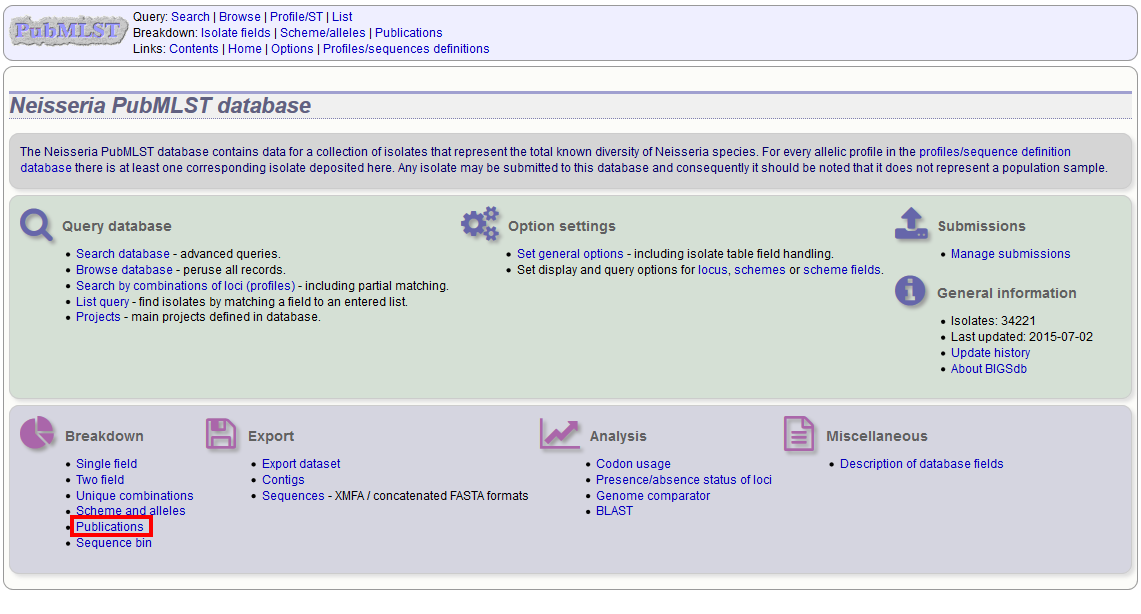 PubMLST
Query: Search | Browse | Profile/ST | List
Breakdown: Isolate fields | Scheme/alleles | Publications
Links: Contents | Home | Options | Profiles/sequences definitions
Neisseria PubMLST database
The Neisseria PubMLST database contains data for a collection of isolates that represent the total known diversity of Neisseria species. For every allelic profile in the profiles/sequence definition
database there is at least one corresponding isolate deposited here. Any isolate may be submitted to this database and consequently it should be noted that it does not represent a population sample.
Query database
Search database - advanced queries.
Browse database - peruse all records.
Search by combinations of loci (profiles) - including partial matching.
List query - find isolates by matching a field to an entered list.
Projects - main projects defined in database.
Option settings
Set general options - including isolate table field handling.
Set display and query options for locus, schemes or scheme fields.
Submissions
Manage submissions
General information
Isolates: 34221
Last updated: 2015-07-02
Update history
About BIGSdb
Breakdown
Single field
Two field
Unique combinations
Scheme and alleles
Publications
Sequence bin
Export
Export dataset
Contigs
Sequences - XMFA / concatenated FASTA formats
Analysis
Codon usage
Presence/absence status of loci
Genome comparator
BLAST
Miscellaneous
Description of database fields